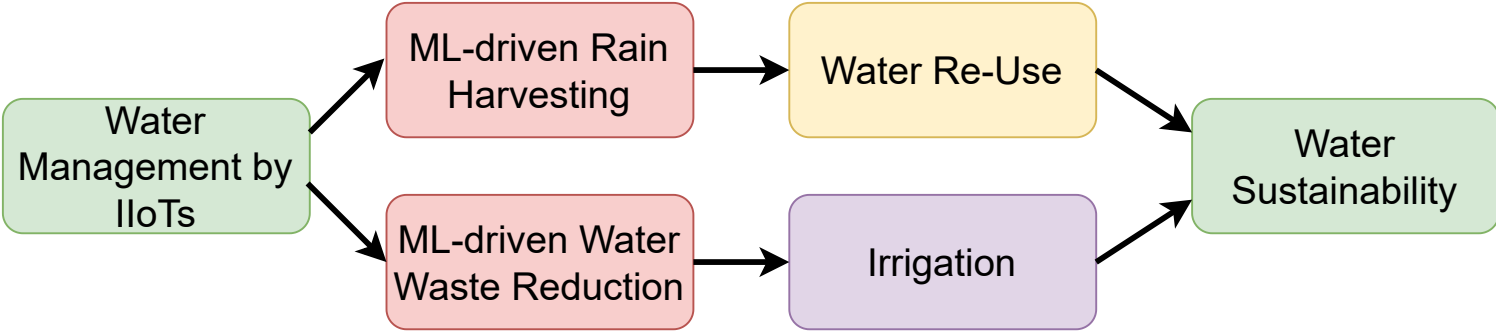 Water
Management by
IIoTs
ML-driven Rain
Harvesting
Water Re-Use
ML-driven Water
Waste Reduction
Irrigation
Water
Sustainability